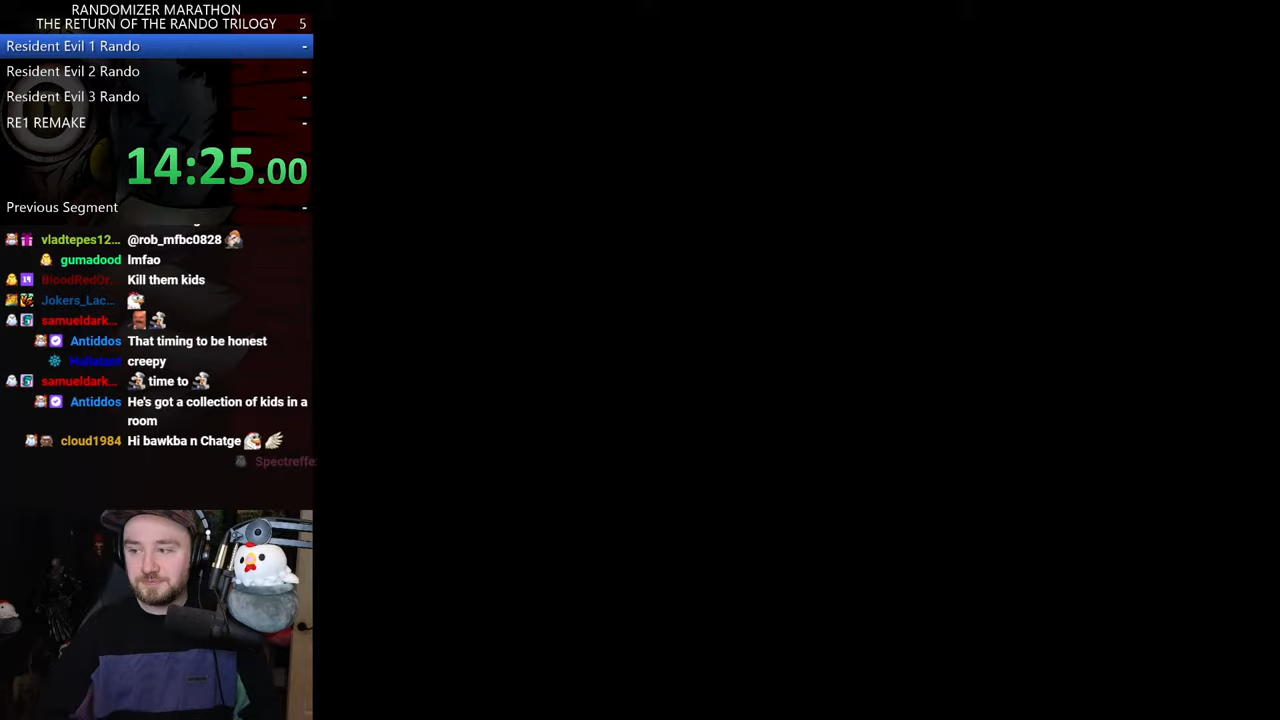 RANDOMIZER MARATHON
THE RETURN OF THE RANDO TRILOGY 5
Resident Evil 1 Rando -
Resident Evil 2 Rando -
Resident Evil 3 Rando -
RE1 REMAKE -
14:25.00
Previous Segment -
vladtepes12... @rob_mfbc0828
gumadood lmfao
BloodRedOr... Kill them kids
Jokers_Lac...
samueldark...
Antiddos That timing to be honest
creepy
samueldark... time to
Antiddos He's got a collection of kids in a
room
cloud1984 Hi bawkba n Chatge
Spectreffe